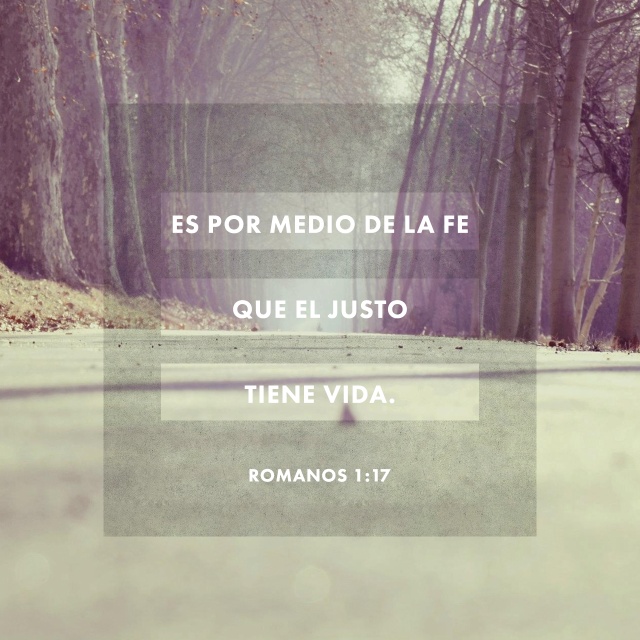 ES POR MEDIO DE LA FE
QUE EL JUSTO
TIENE VIDA.
ROMANOS 1:17